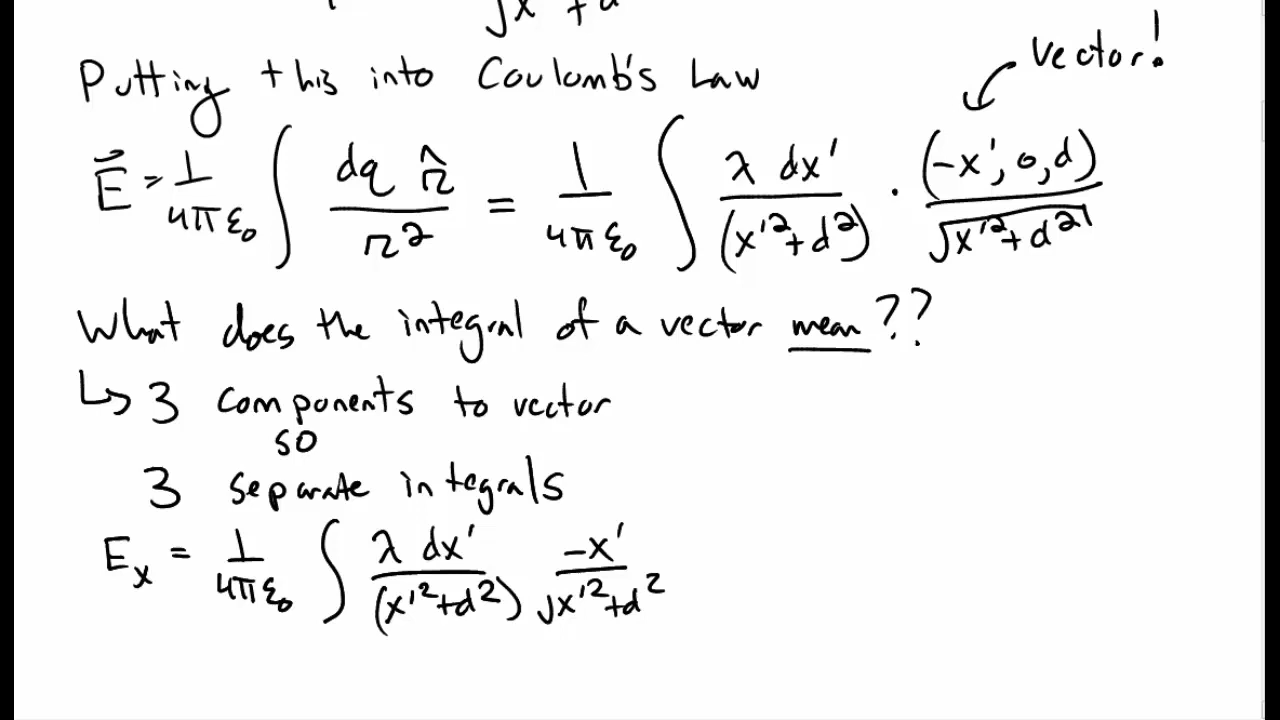 √x + d
vector!
Putting this into Coulomb's Law
E⃗ = 1/4πε₀ ∫ dq r̂/r² = 1/4πε₀ ∫ λ dx'/(x'²+d²) · (-x', 0, d)/√x'²+d²
What does the integral of a vector mean??
↳ 3 components to vector
so
3 separate integrals
Eₓ = 1/4πε₀ ∫ λ dx'/(x'²+d²) -x'/√x'²+d²